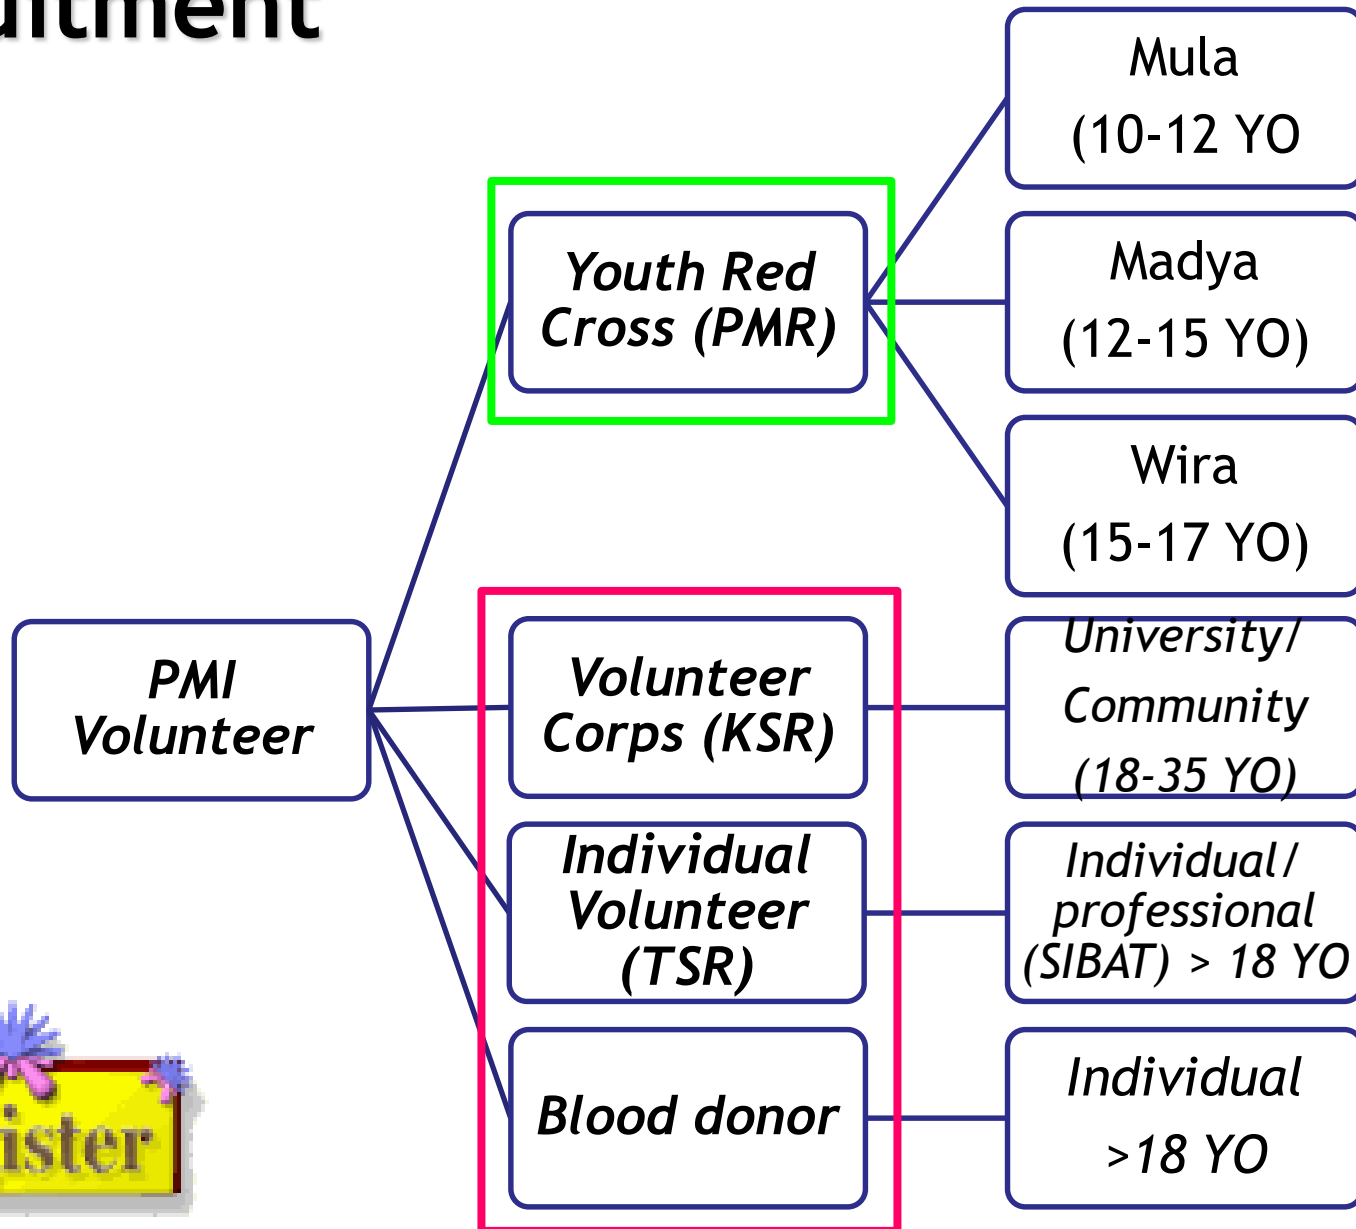 uitment
Mula
(10-12 YO
Youth Red
Cross (PMR)
Madya
(12-15 YO)
Wira
(15-17 YO)
PMI
Volunteer
Volunteer
Corps (KSR)
University/
Community
(18-35 YO)
Individual
Volunteer
(TSR)
Individual/
professional
(SIBAT) > 18 YO
Blood donor
Individual
>18 YO
ister